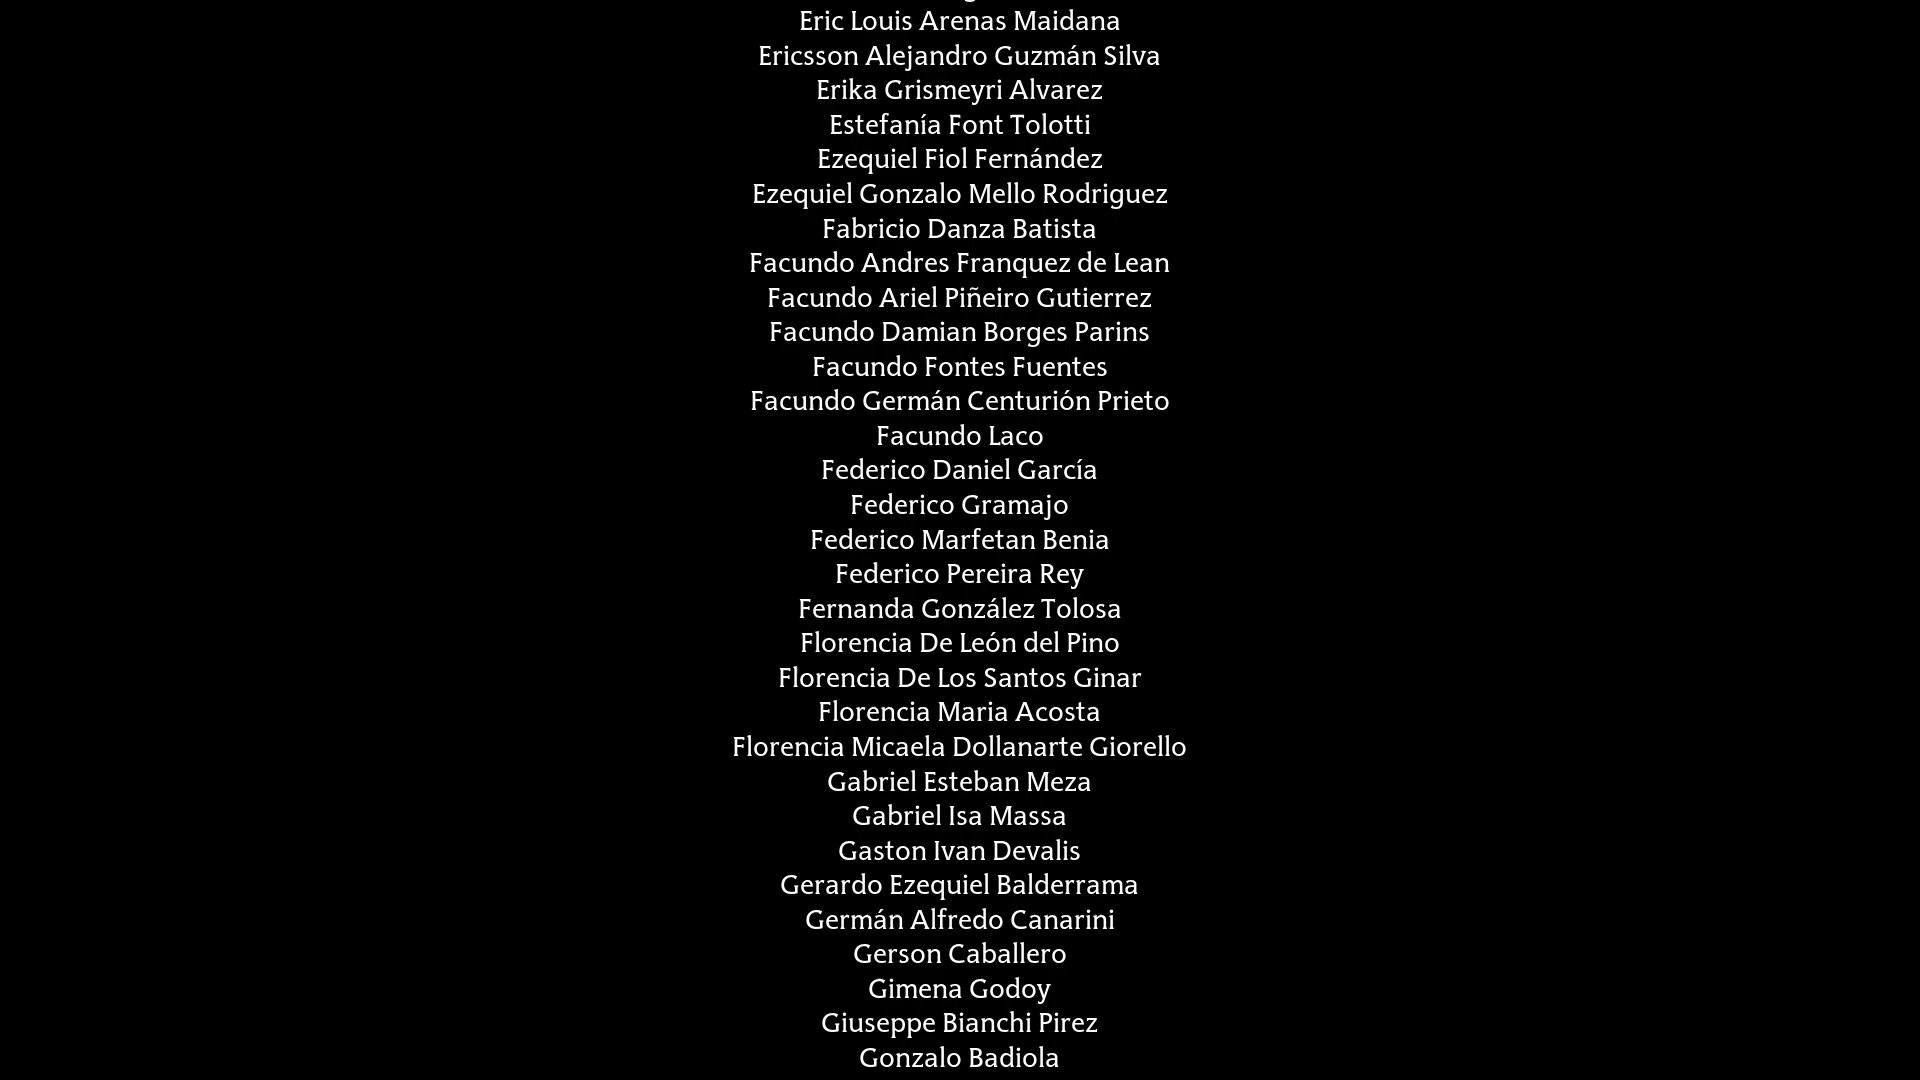 Eric Louis Arenas Maidana
Ericsson Alejandro Guzmán Silva
Erika Grismeyri Alvarez
Estefanía Font Tolotti
Ezequiel Fiol Fernández
Ezequiel Gonzalo Mello Rodriguez
Fabricio Danza Batista
Facundo Andres Franquez de Lean
Facundo Ariel Piñeiro Gutierrez
Facundo Damian Borges Parins
Facundo Fontes Fuentes
Facundo Germán Centurión Prieto
Facundo Laco
Federico Daniel García
Federico Gramajo
Federico Marfetan Benia
Federico Pereira Rey
Fernanda González Tolosa
Florencia De León del Pino
Florencia De Los Santos Ginar
Florencia Maria Acosta
Florencia Micaela Dollanarte Giorello
Gabriel Esteban Meza
Gabriel Isa Massa
Gaston Ivan Devalis
Gerardo Ezequiel Balderrama
Germán Alfredo Canarini
Gerson Caballero
Gimena Godoy
Giuseppe Bianchi Pirez
Gonzalo Badiola